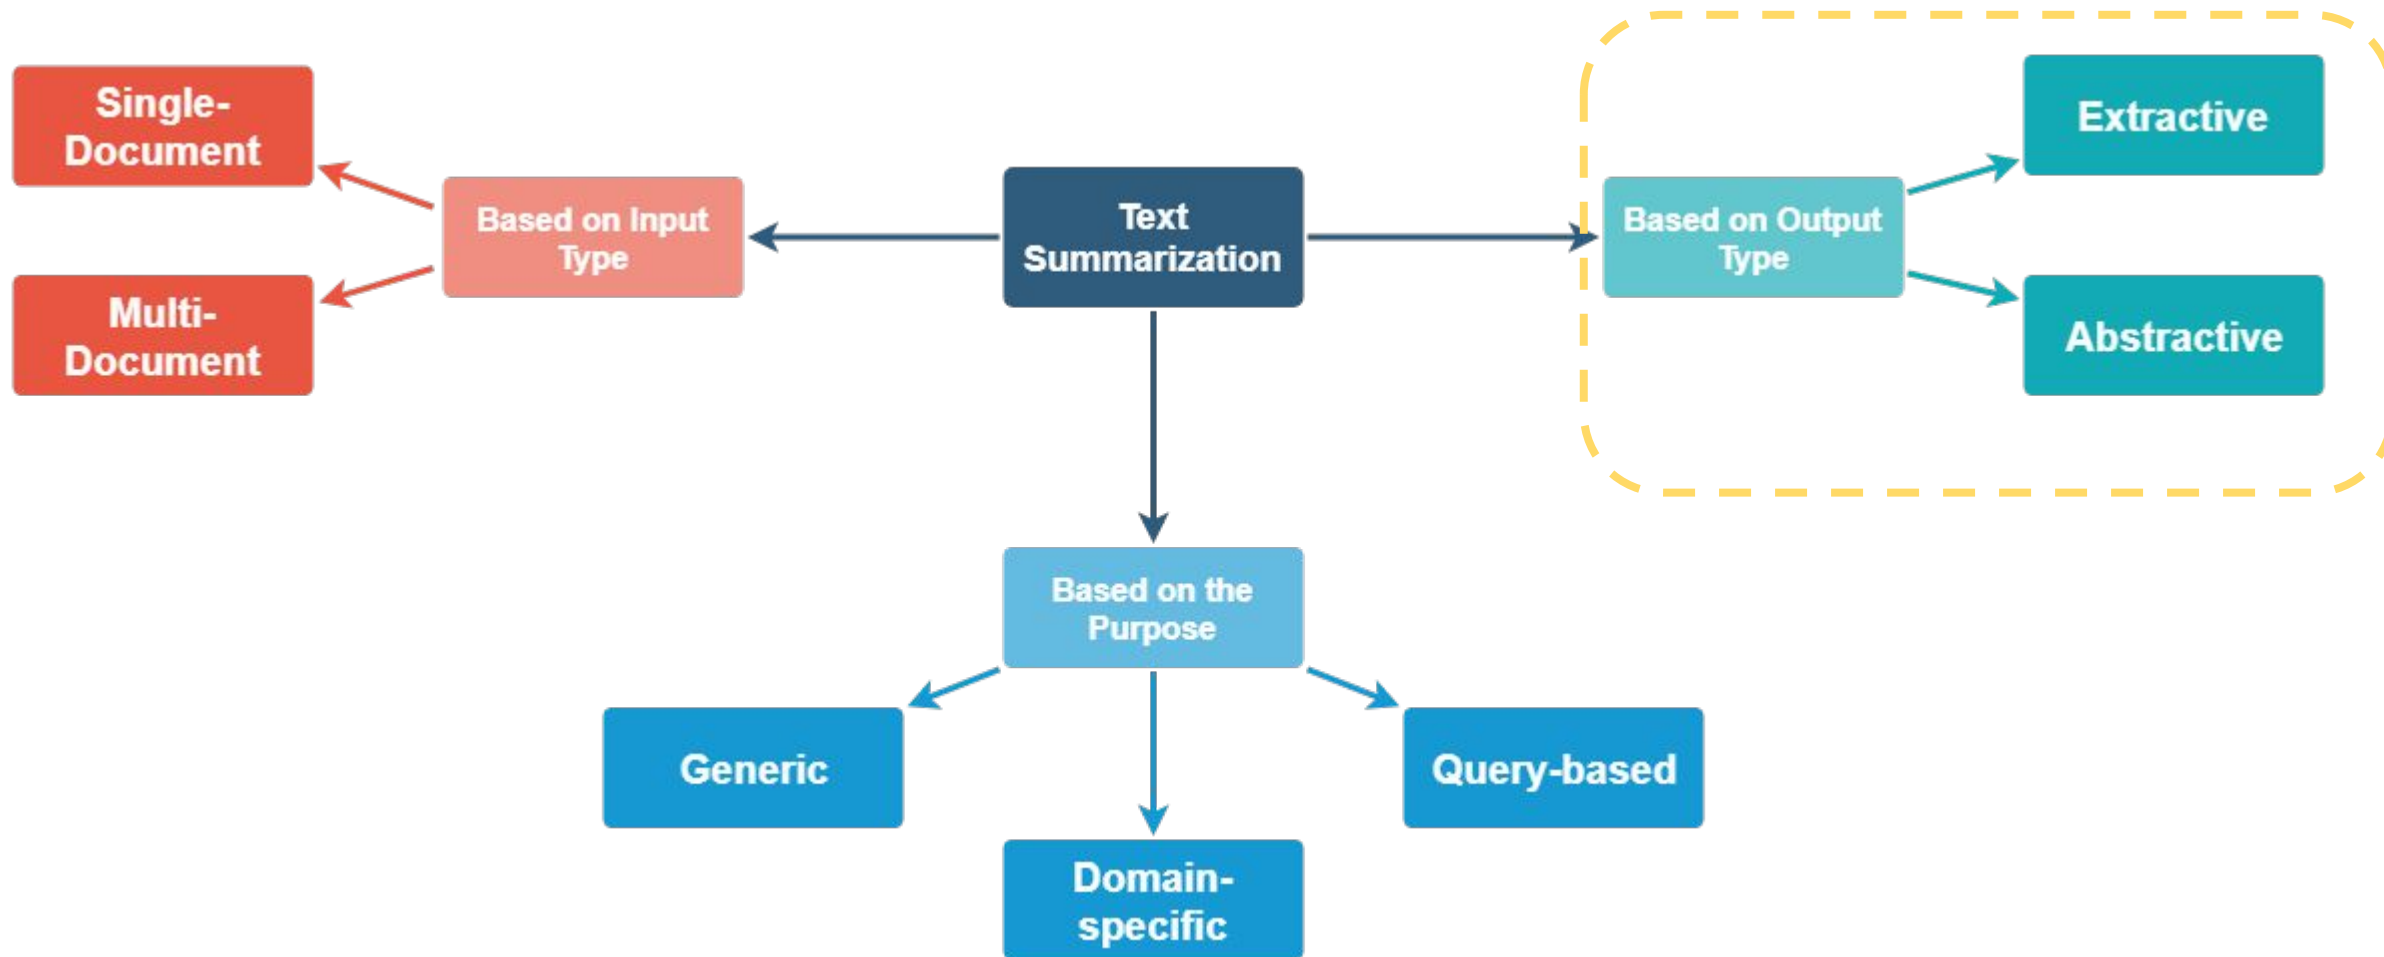 Single-
Document
Multi-
Document
Based on Input
Type
Text
Summarization
Based on Output
Type
Extractive
Abstractive
Based on the
Purpose
Generic
Domain-
specific
Query-based